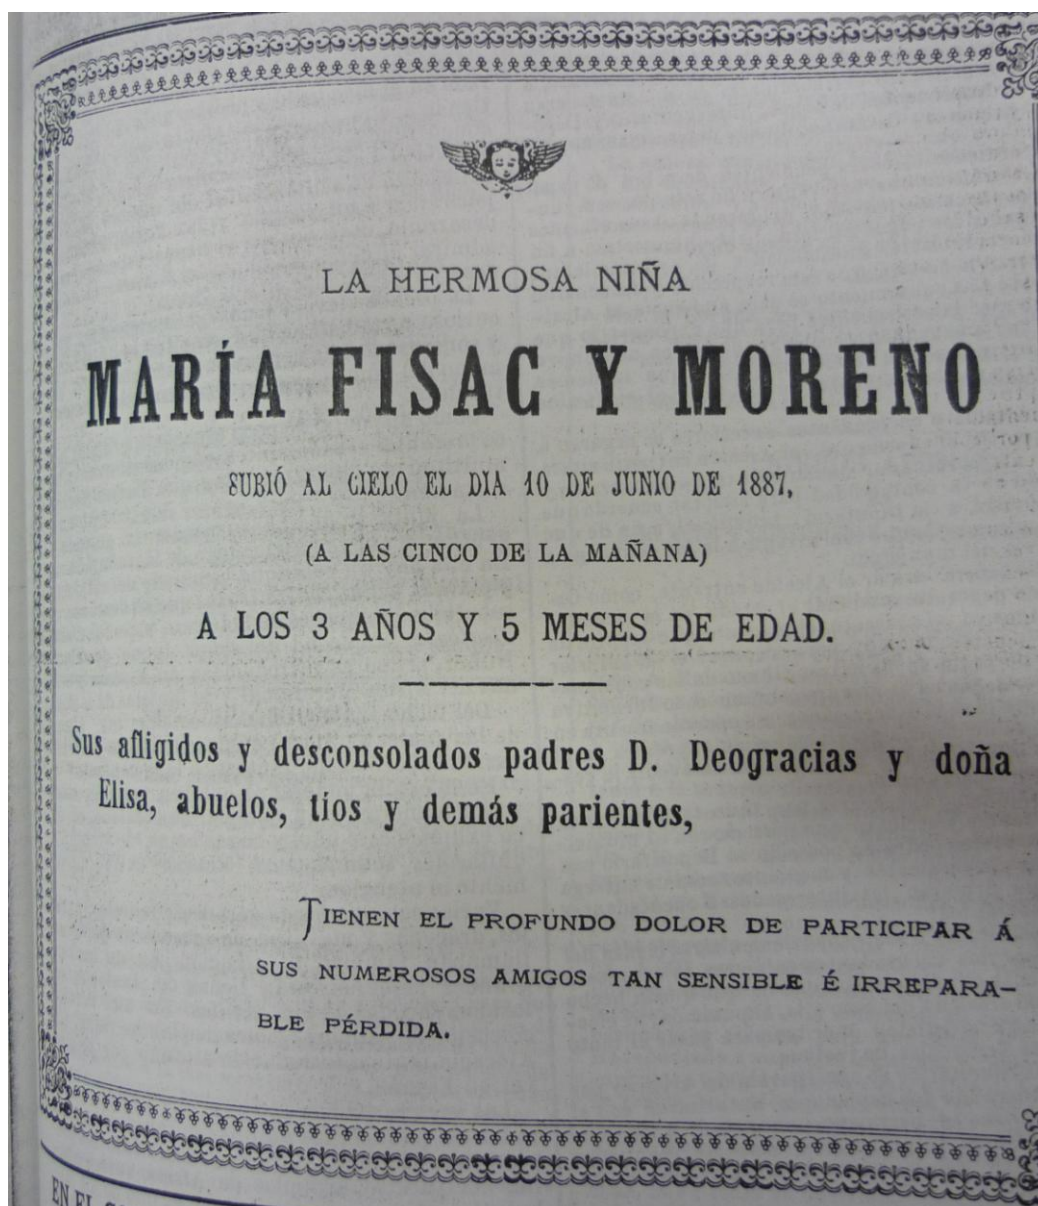 LA HERMOSA NIÑA
MARÍA FISAC Y MORENO
SUBIÓ AL CIELO EL DIA 10 DE JUNIO DE 1887,
(A LAS CINCO DE LA MAÑANA)
A LOS 3 AÑOS Y 5 MESES DE EDAD.
Sus afligidos y desconsolados padres D. Deogracias y doña
Elisa, abuelos, tíos y demás parientes,
TIENEN EL PROFUNDO DOLOR DE PARTICIPAR Á
SUS NUMEROSOS AMIGOS TAN SENSIBLE É IRREPARA-
BLE PÉRDIDA.
EN EL